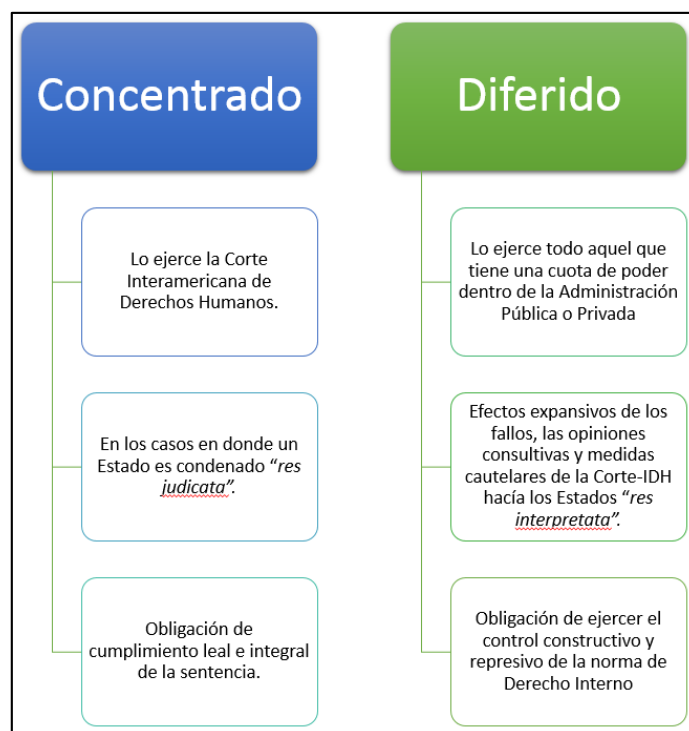 Concentrado
Lo ejerce la Corte
Interamericana de
Derechos Humanos.
En los casos en donde un
Estado es condenado “res
judicata”.
Obligación de
cumplimiento leal e integral
de la sentencia.
Diferido
Lo ejerce todo aquel que
tiene una cuota de poder
dentro de la Administración
Pública o Privada
Efectos expansivos de los
fallos, las opiniones
consultivas y medidas
cautelares de la Corte-IDH
hacía los Estados “res
interpretata”.
Obligación de ejercer el
control constructivo y
represivo de la norma de
Derecho Interno